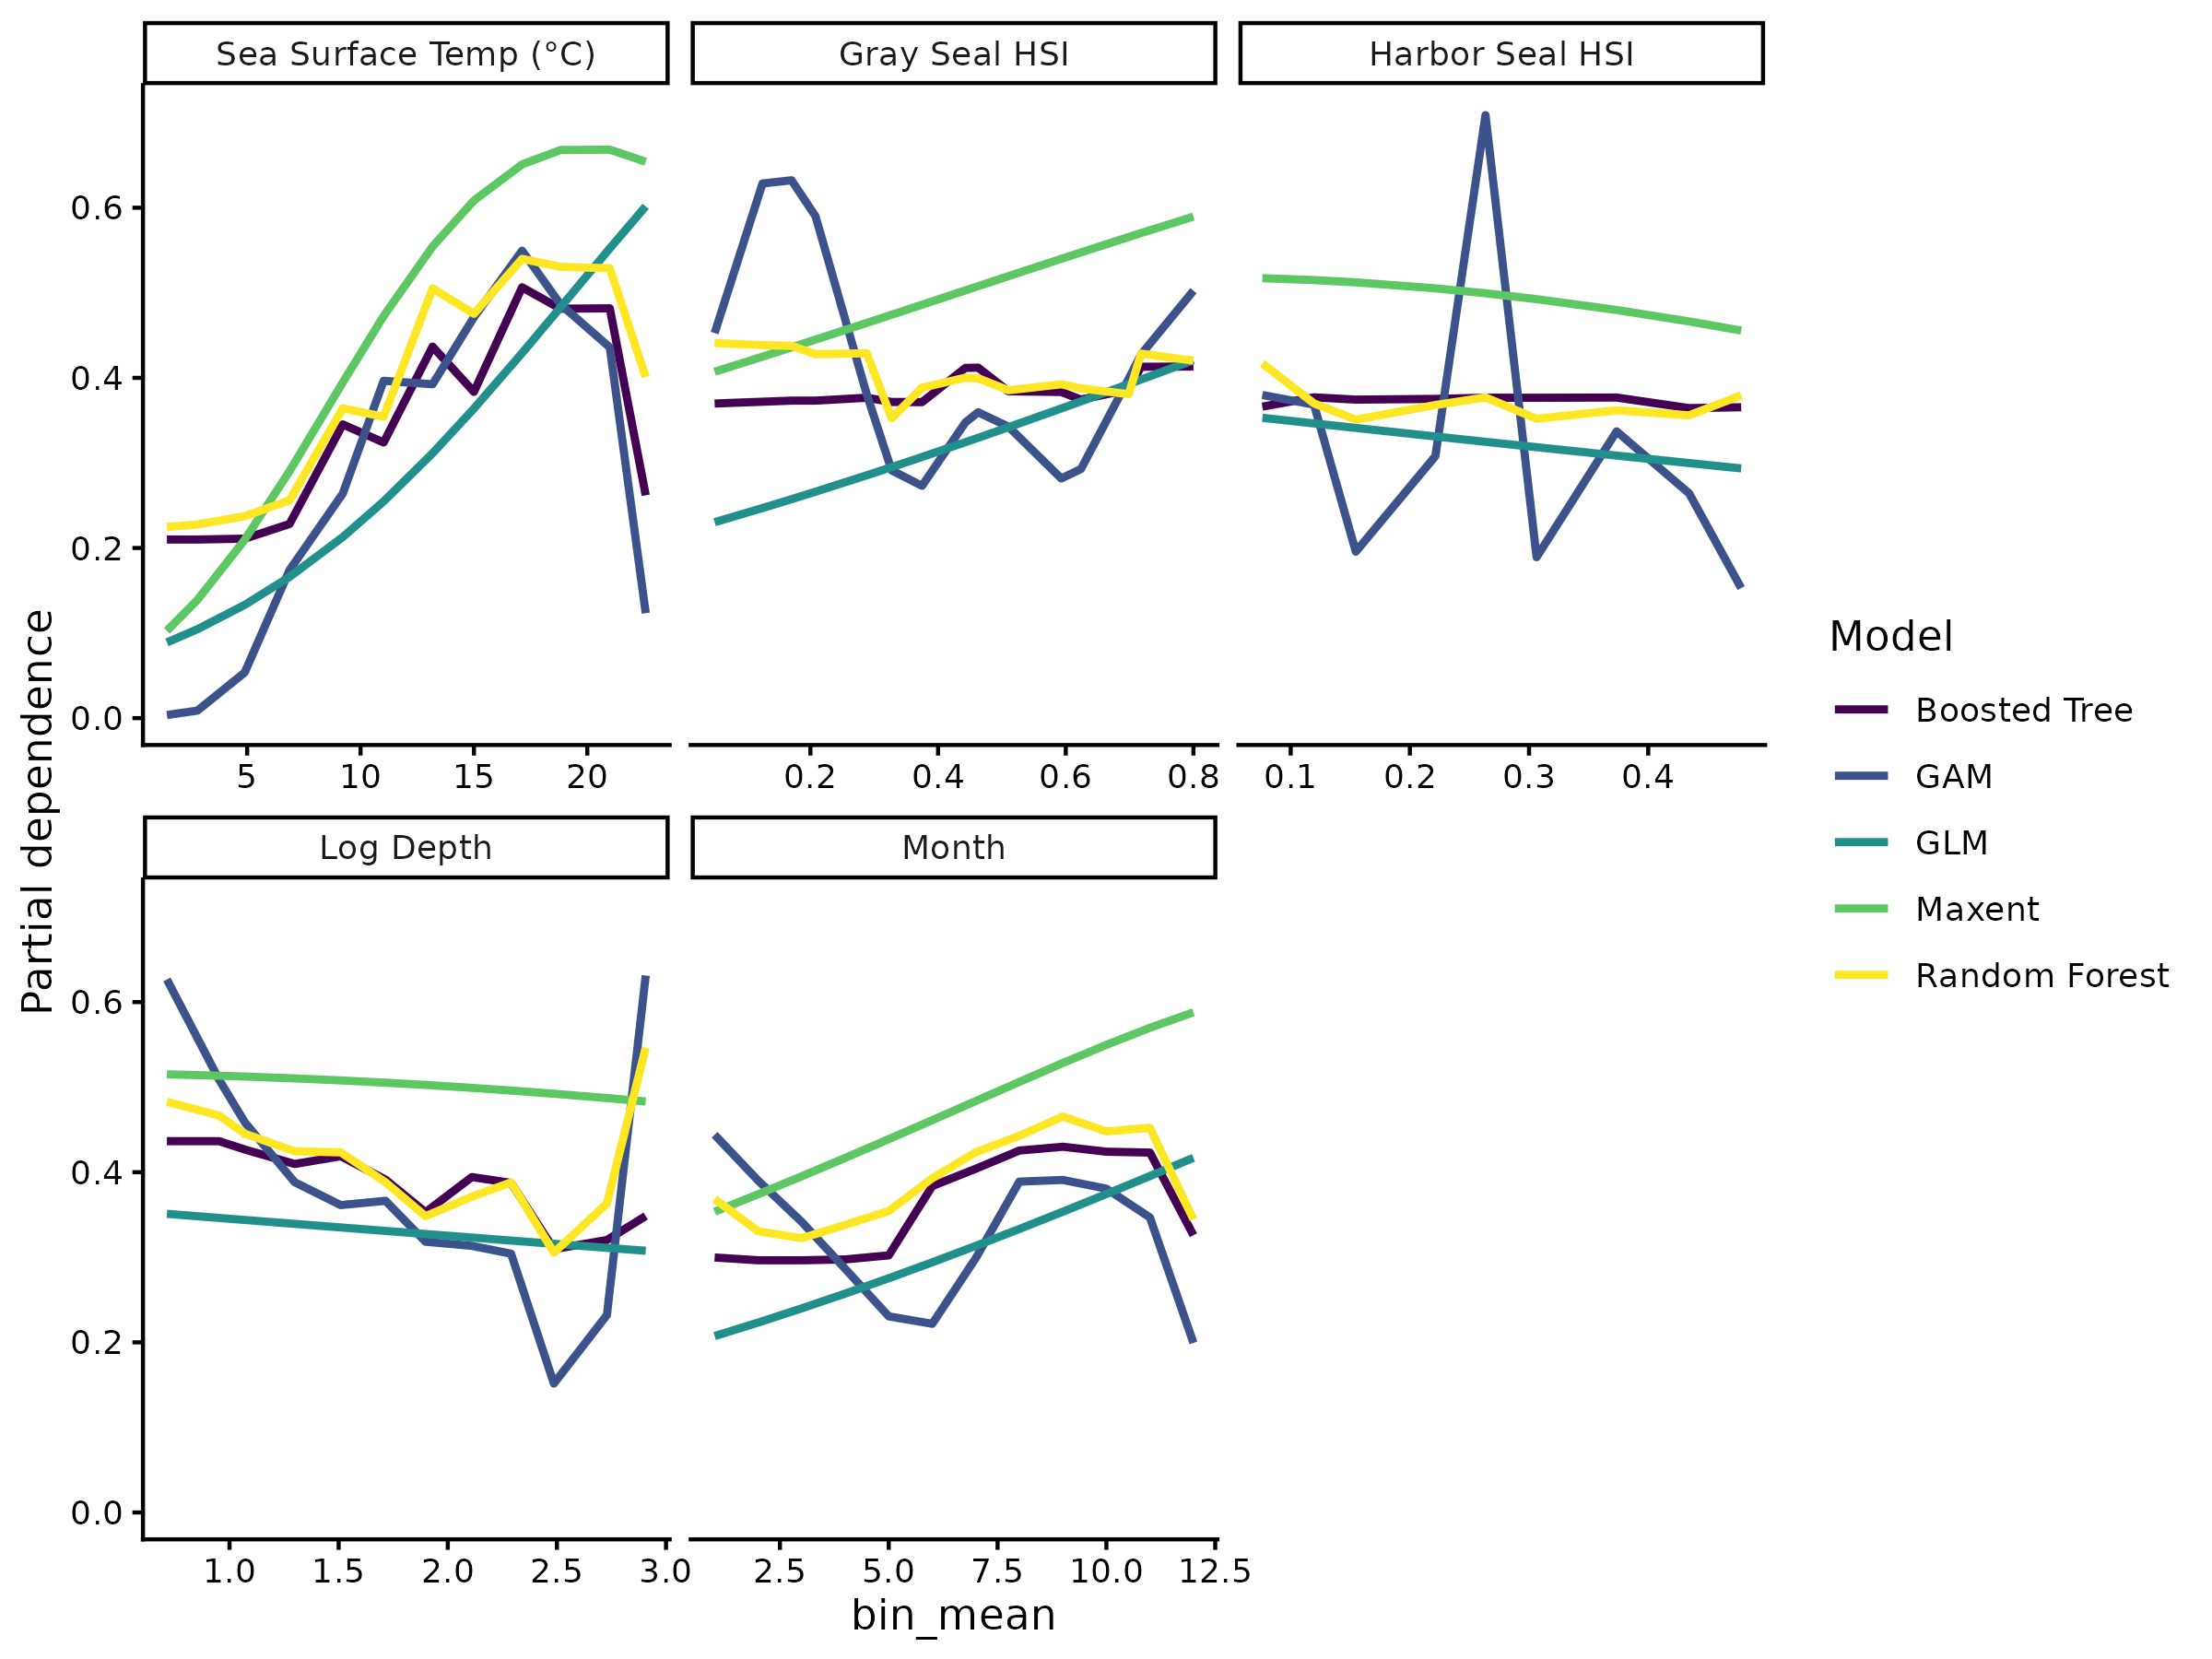 Sea Surface Temp (°C)
Gray Seal HSI
Harbor Seal HSI
0.6
0.4
0.2
0.0
5 10 15 20
0.2 0.4 0.6 0.8
0.1 0.2 0.3 0.4
Partial dependence
Log Depth
Month
0.6
0.4
0.2
0.0
1.0 1.5 2.0 2.5 3.0
2.5 5.0 7.5 10.0 12.5
bin_mean
Model
Boosted Tree
GAM
GLM
Maxent
Random Forest